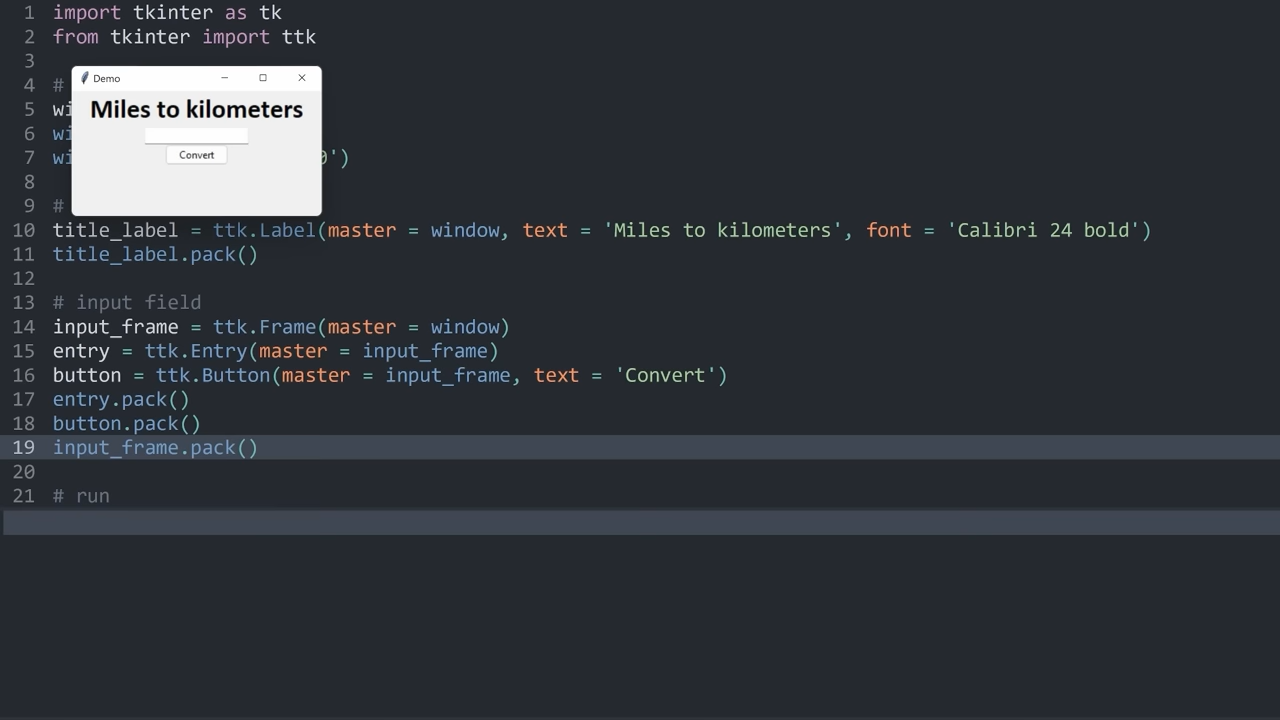 1 import tkinter as tk
2 from tkinter import ttk
3
Demo
4 #
Miles to kilometers
5 wi
6 wi
Convert
7 wi ')
8
9 #
10 title_label = ttk.Label(master = window, text = 'Miles to kilometers', font = 'Calibri 24 bold')
11 title_label.pack()
12
13 # input field
14 input_frame = ttk.Frame(master = window)
15 entry = ttk.Entry(master = input_frame)
16 button = ttk.Button(master = input_frame, text = 'Convert')
17 entry.pack()
18 button.pack()
19 input_frame.pack()
20
21 # run